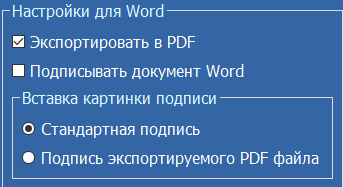 Настройки для Word
Экспортировать в PDF
Подписывать документ Word
Вставка картинки подписи
Стандартная подпись
Подпись экспортируемого PDF файла